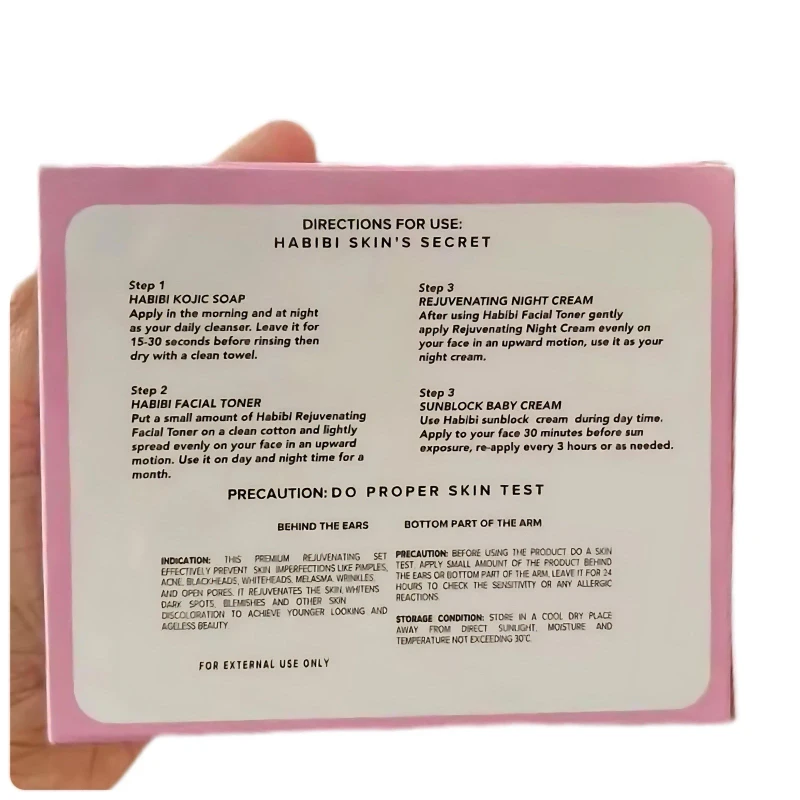 DIRECTIONS FOR USE:
HABIBI SKIN'S SECRET
Step 1
HABIBI KOJIC SOAP
Apply in the morning and at night
as your daily cleanser. Leave it for
15-30 seconds before rinsing then
dry with a clean towel.
Step 2
HABIBI FACIAL TONER
Put a small amount of Habibi Rejuvenating
Facial Toner on a clean cotton and lightly
spread evenly on your face in an upward
motion. Use it on day and night time for a
month.
Step 3
REJUVENATING NIGHT CREAM
After using Habibi Facial Toner gently
apply Rejuvenating Night Cream evenly on
your face in an upward motion, use it as your
night cream.
Step 3
SUNBLOCK BABY CREAM
Use Habibi sunblock cream during day time.
Apply to your face 30 minutes before sun
exposure, re-apply every 3 hours or as needed.
PRECAUTION: DO PROPER SKIN TEST
BEHIND THE EARS
BOTTOM PART OF THE ARM
INDICATION: THIS PREMIUM REJUVENATING SET
EFFECTIVELY PREVENT SKIN IMPERFECTIONS LIKE PIMPLES,
ACNE, BLACKHEADS, WHITEHEADS, MELASMA, WRINKLES,
AND OPEN PORES. IT REJUVENATES THE SKIN, WHITENS
DARK SPOTS, BLEMISHES AND OTHER SKIN
DISCOLORATION TO ACHIEVE YOUNGER LOOKING AND
AGELESS BEAUTY
FOR EXTERNAL USE ONLY
PRECAUTION: BEFORE USING THE PRODUCT DO A SKIN
TEST. APPLY SMALL AMOUNT OF THE PRODUCT BEHIND
THE EARS OR BOTTOM PART OF THE ARM, LEAVE IT FOR 24
HOURS TO CHECK THE SENSITIVITY OR ANY ALLERGIC
REACTIONS.
STORAGE CONDITION: STORE IN A COOL DRY PLACE
AWAY FROM DIRECT SUNLIGHT, MOISTURE AND
TEMPERATURE NOT EXCEEDING 30°C